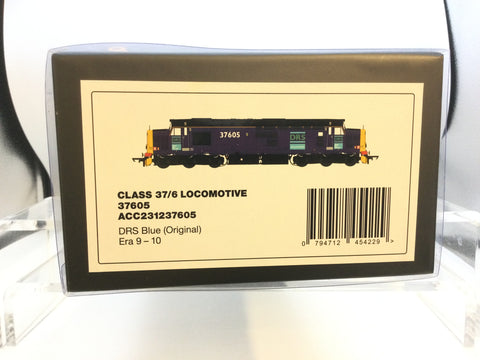 37605
DRS
CLASS 37/6 LOCOMOTIVE
37605
ACC231237605
DRS Blue (Original)
Era 9 – 10
0 794712 454229 >